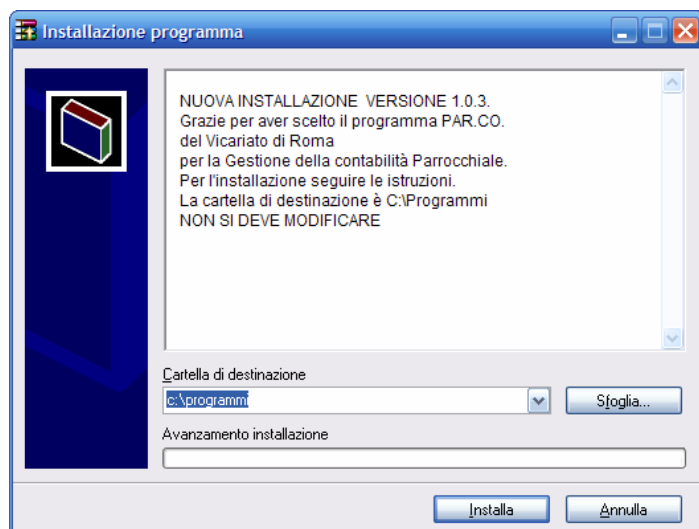 Installazione programma
NUOVA INSTALLAZIONE VERSIONE 1.0.3.
Grazie per aver scelto il programma PAR.CO.
del Vicariato di Roma
per la Gestione della contabilità Parrocchiale.
Per l'installazione seguire le istruzioni.
La cartella di destinazione è C:\Programmi
NON SI DEVE MODIFICARE
Cartella di destinazione
c:\programmi
Sfoglia...
Avanzamento installazione
Installa
Annulla